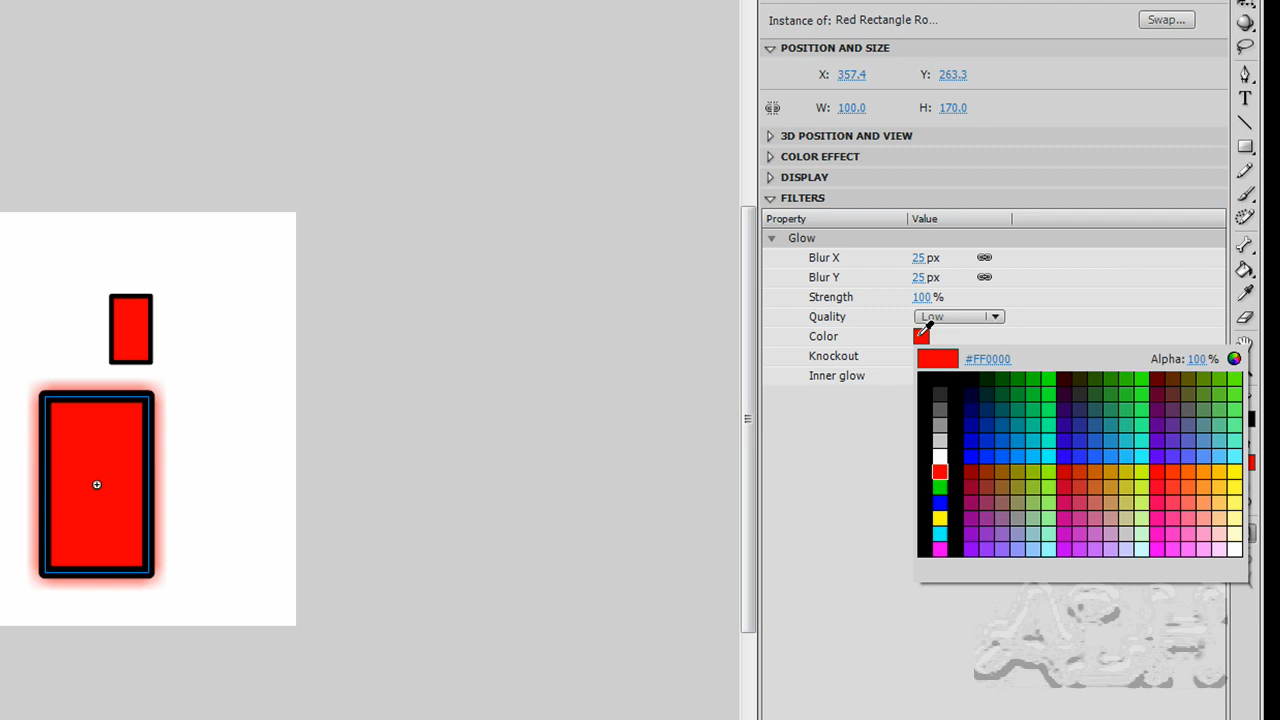 Instance of: Red Rectangle Ro...
Swap...
POSITION AND SIZE
X: 357.4 Y: 263.3
W: 100.0 H: 170.0
3D POSITION AND VIEW
COLOR EFFECT
DISPLAY
FILTERS
Property Value
Glow
Blur X 25 px
Blur Y 25 px
Strength 100 %
Quality Low
Color
Knockout
Inner glow
#FF0000 Alpha: 100 %
T